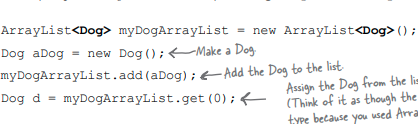 ArrayList<Dog> myDogArrayList = new ArrayList<Dog>();
Dog aDog = new Dog(); Make a Dog
myDogArrayList.add(aDog); Add the Dog to the list.
Dog d = myDogArrayList.get(0); Assign the Dog from the
(Think of it as though the
type because you used